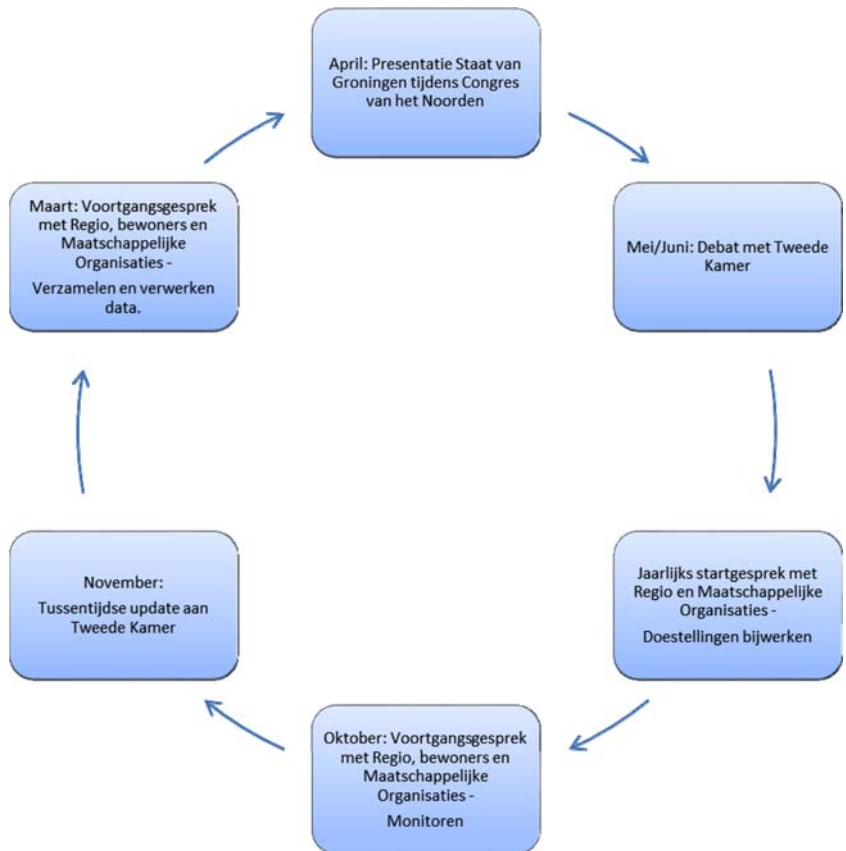 April: Presentatie Staat van
Groningen tijdens Congres
van het Noorden
Mei/Juni: Debat met Tweede
Kamer
Jaarlijks startgesprek met
Regio en Maatschappelijke
Organisaties -
Doestellingen bijwerken
Oktober: Voortgangsgesprek
met Regio, bewoners en
Maatschappelijke
Organisaties -
Monitoren
November:
Tussentijdse update aan
Tweede Kamer
Maart: Voortgangsgesprek
met Regio, bewoners en
Maatschappelijke
Organisaties -
Verzamelen en verwerken
data.